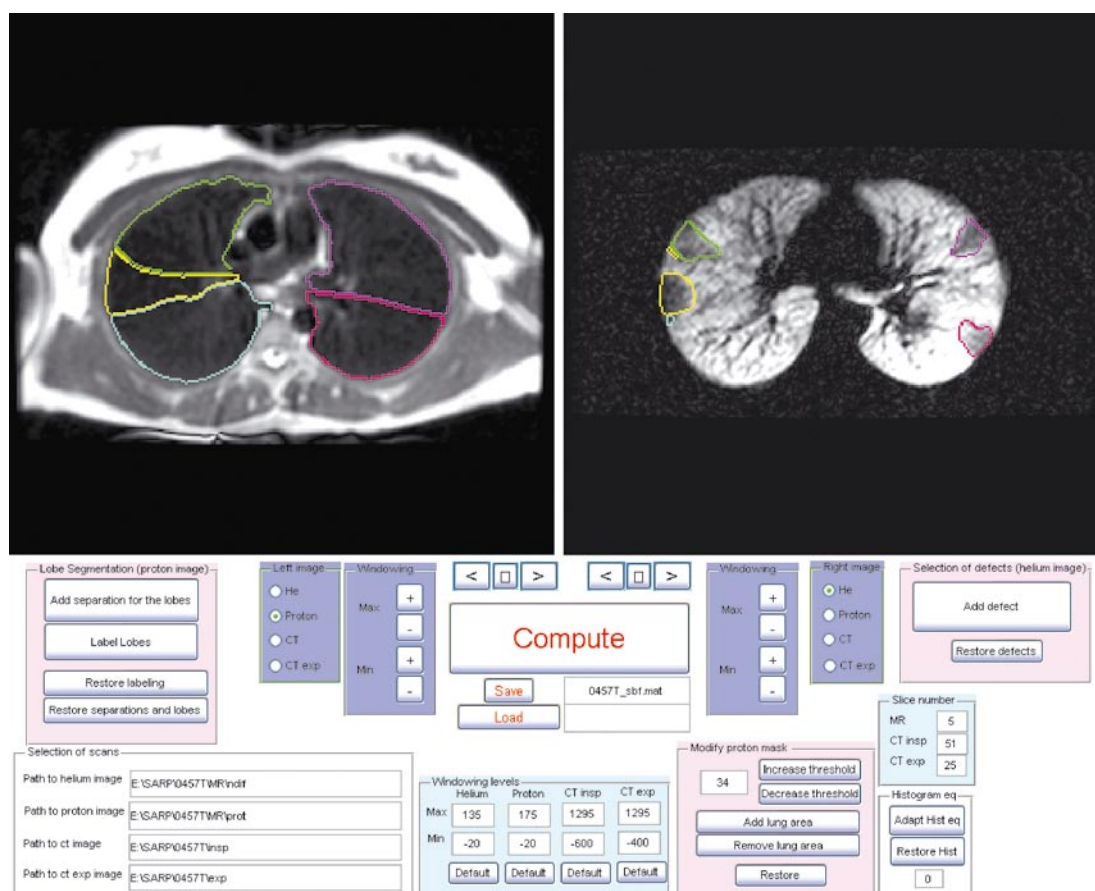 Lobe Segmentation (proton image)
Add separation for the lobes
Label Lobes
Restore labeling
Restore separations and lobes
Left image
He
Proton
CT
CT exp
Windowing
Max
+
-
Min
+
-
< >
< >
Compute
Save
0457T_sbf.mat
Load
Windowing
Max
+
-
Min
+
-
Right image
He
Proton
CT
CT exp
Selection of defects (helium image)
Add defect
Restore defects
Slice number
MR 5
CT insp 51
CT exp 25
Selection of scans
Path to helium image E:\SARP\0457T\MR\ndif
Path to proton image E:\SARP\0457T\MR\prot
Path to ct image E:\SARP\0457T\insp
Path to ct exp image E:\SARP\0457T\exp
Windowing levels
Helium Proton CT insp CT exp
Max 135 175 1295 1295
Min -20 -20 -600 -400
Default Default Default Default
Modify proton mask
34
Increase threshold
Decrease threshold
Add lung area
Remove lung area
Restore
Histogram eq
Adapt Hist eq
Restore Hist
0